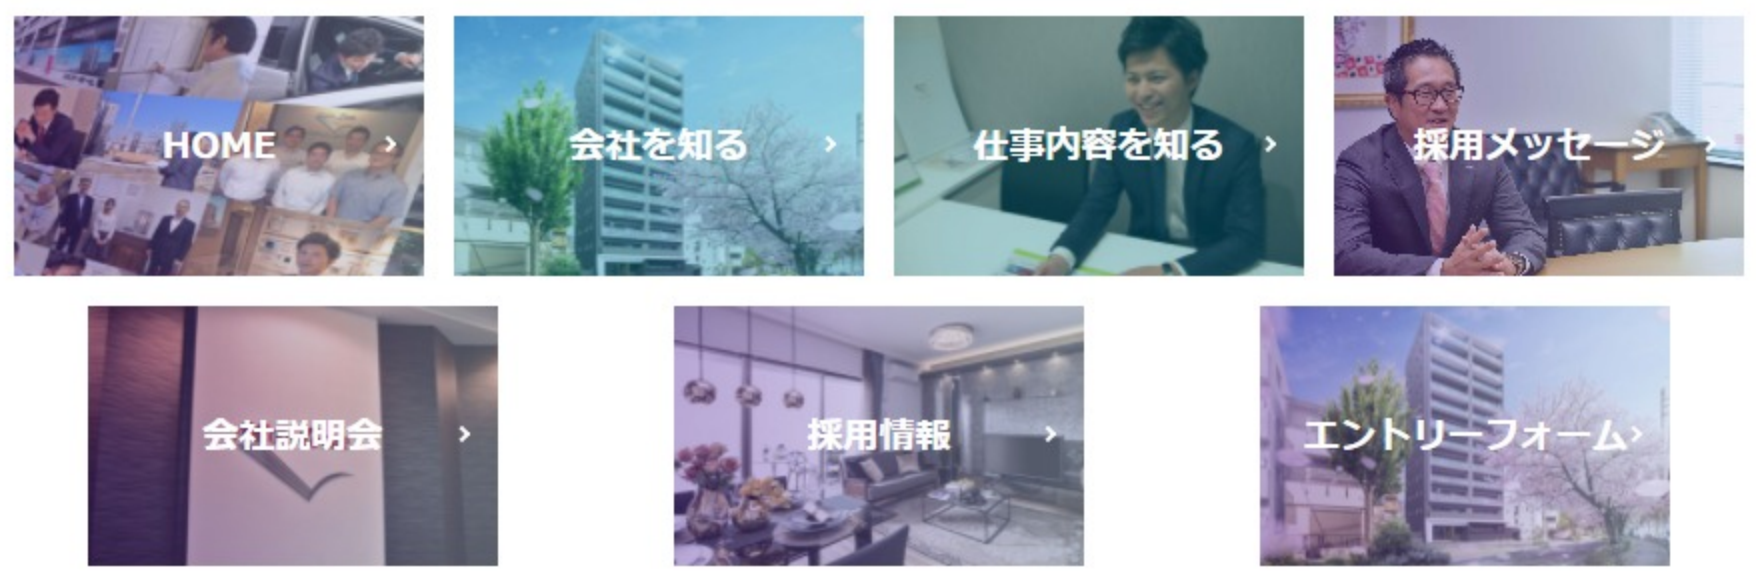 HOME
会社を知る
仕事内容を知る
採用メッセージ
会社説明会
採用情報
エントリーフォーム